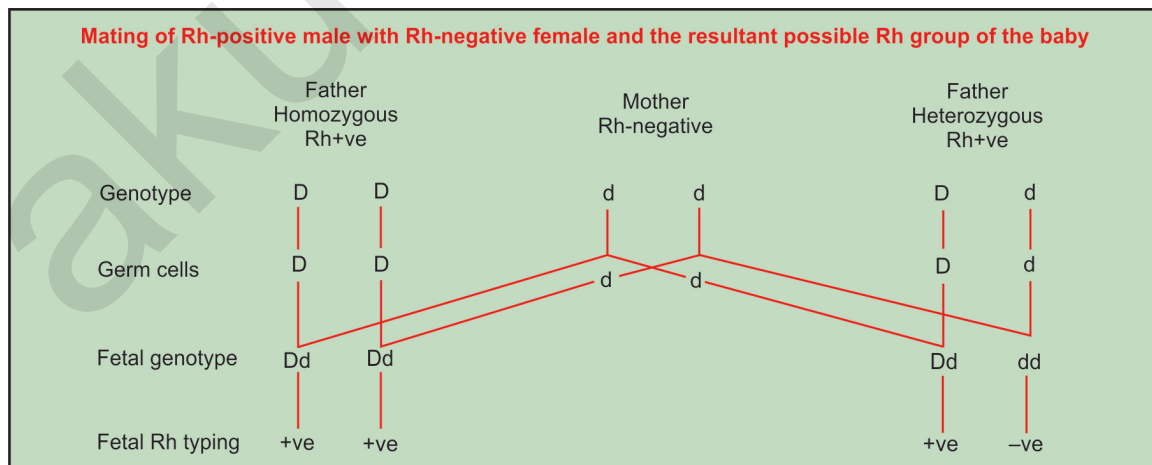 Mating of Rh-positive male with Rh-negative female and the resultant possible Rh group of the baby
Father
Homozygous
Rh+ve
Mother
Rh-negative
Father
Heterozygous
Rh+ve
Genotype D D d d D d
Germ cells D D d d D d
Fetal genotype Dd Dd Dd dd
Fetal Rh typing +ve +ve +ve –ve
aku